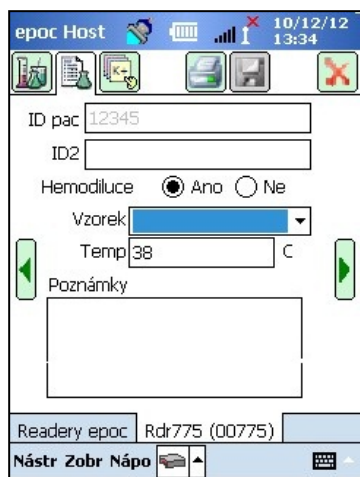 epoc Host 10/12/12
13:34
K+
ID pac 12345
ID2
Hemodiluce Ano Ne
Vzorek
Temp 38 C
Poznámky
Readery epoc Rdr775 (00775)
Nástr Zobr Nápo